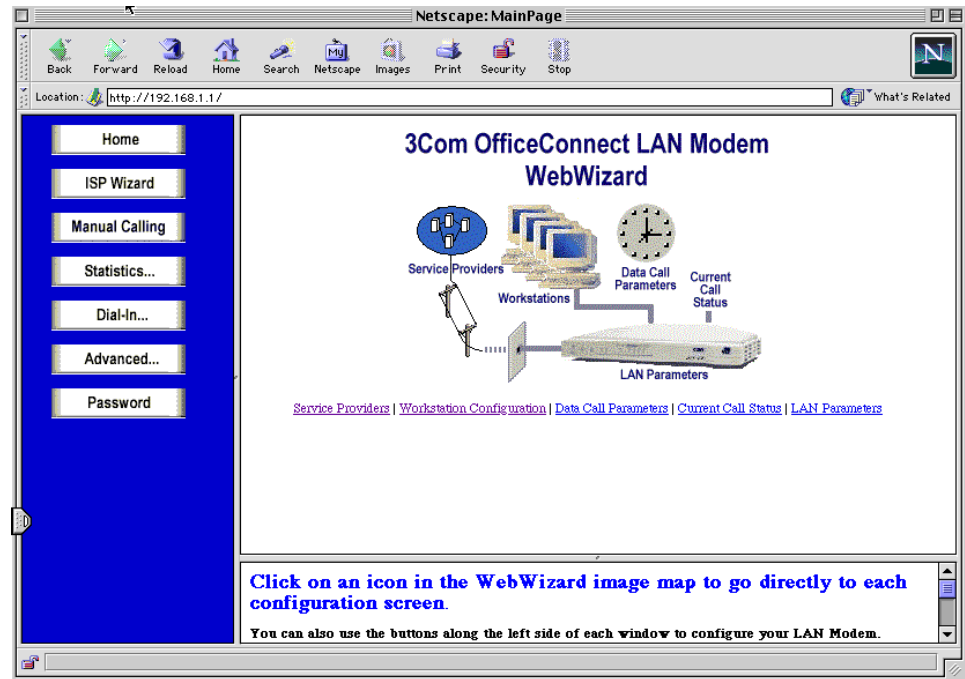 Netscape: MainPage
Back Forward Reload Home Search Netscape Images Print Security Stop
My
N
Location: http://192.168.1.1/ What's Related
Home
ISP Wizard
Manual Calling
Statistics...
Dial-In...
Advanced...
Password
3Com OfficeConnect LAN Modem
WebWizard
Service Providers
Workstations
Data Call
Parameters
Current
Call
Status
LAN Parameters
Service Providers | Workstation Configuration | Data Call Parameters | Current Call Status | LAN Parameters
Click on an icon in the WebWizard image map to go directly to each
configuration screen.
You can also use the buttons along the left side of each window to configure your LAN Modem.